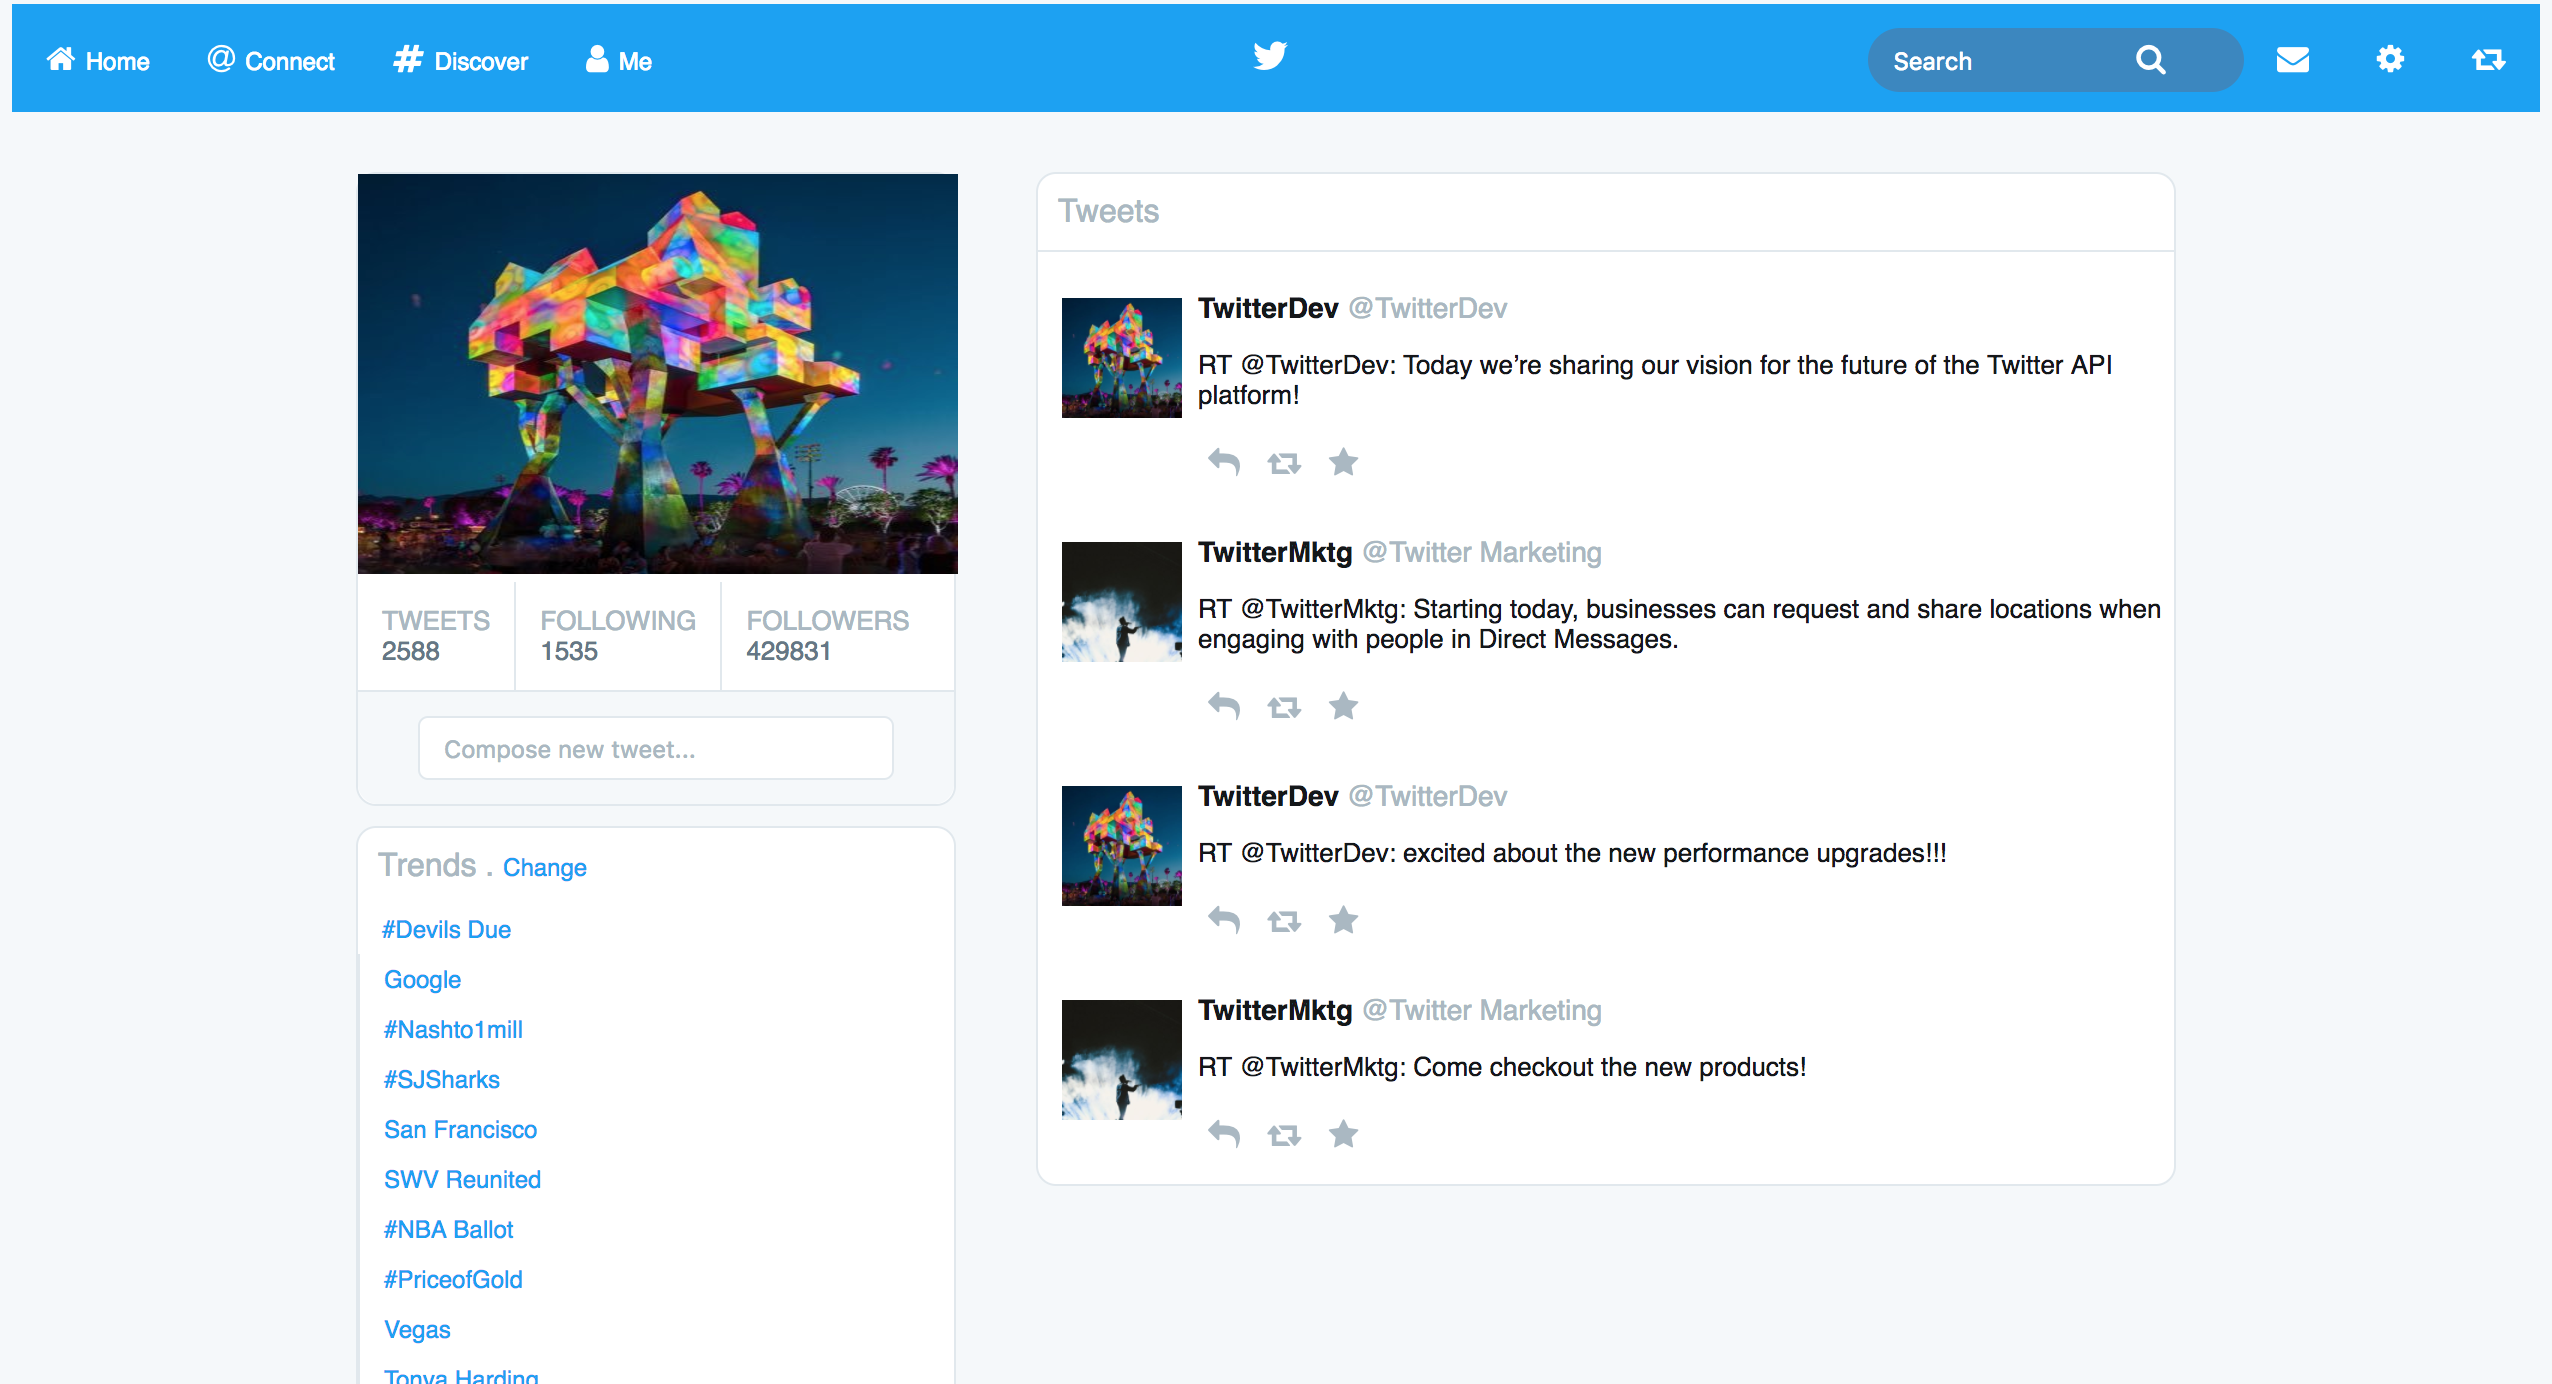 Home @ Connect # Discover Me Search
TWEETS FOLLOWING FOLLOWERS
2588 1535 429831
Compose new tweet...
Trends . Change
#Devils Due
Google
#Nashto1mill
#SJSharks
San Francisco
SWV Reunited
#NBA Ballot
#PriceofGold
Vegas
Tonya Harding
Tweets
TwitterDev @TwitterDev
RT @TwitterDev: Today we’re sharing our vision for the future of the Twitter API
platform!
TwitterMktg @Twitter Marketing
RT @TwitterMktg: Starting today, businesses can request and share locations when
engaging with people in Direct Messages.
TwitterDev @TwitterDev
RT @TwitterDev: excited about the new performance upgrades!!!
TwitterMktg @Twitter Marketing
RT @TwitterMktg: Come checkout the new products!